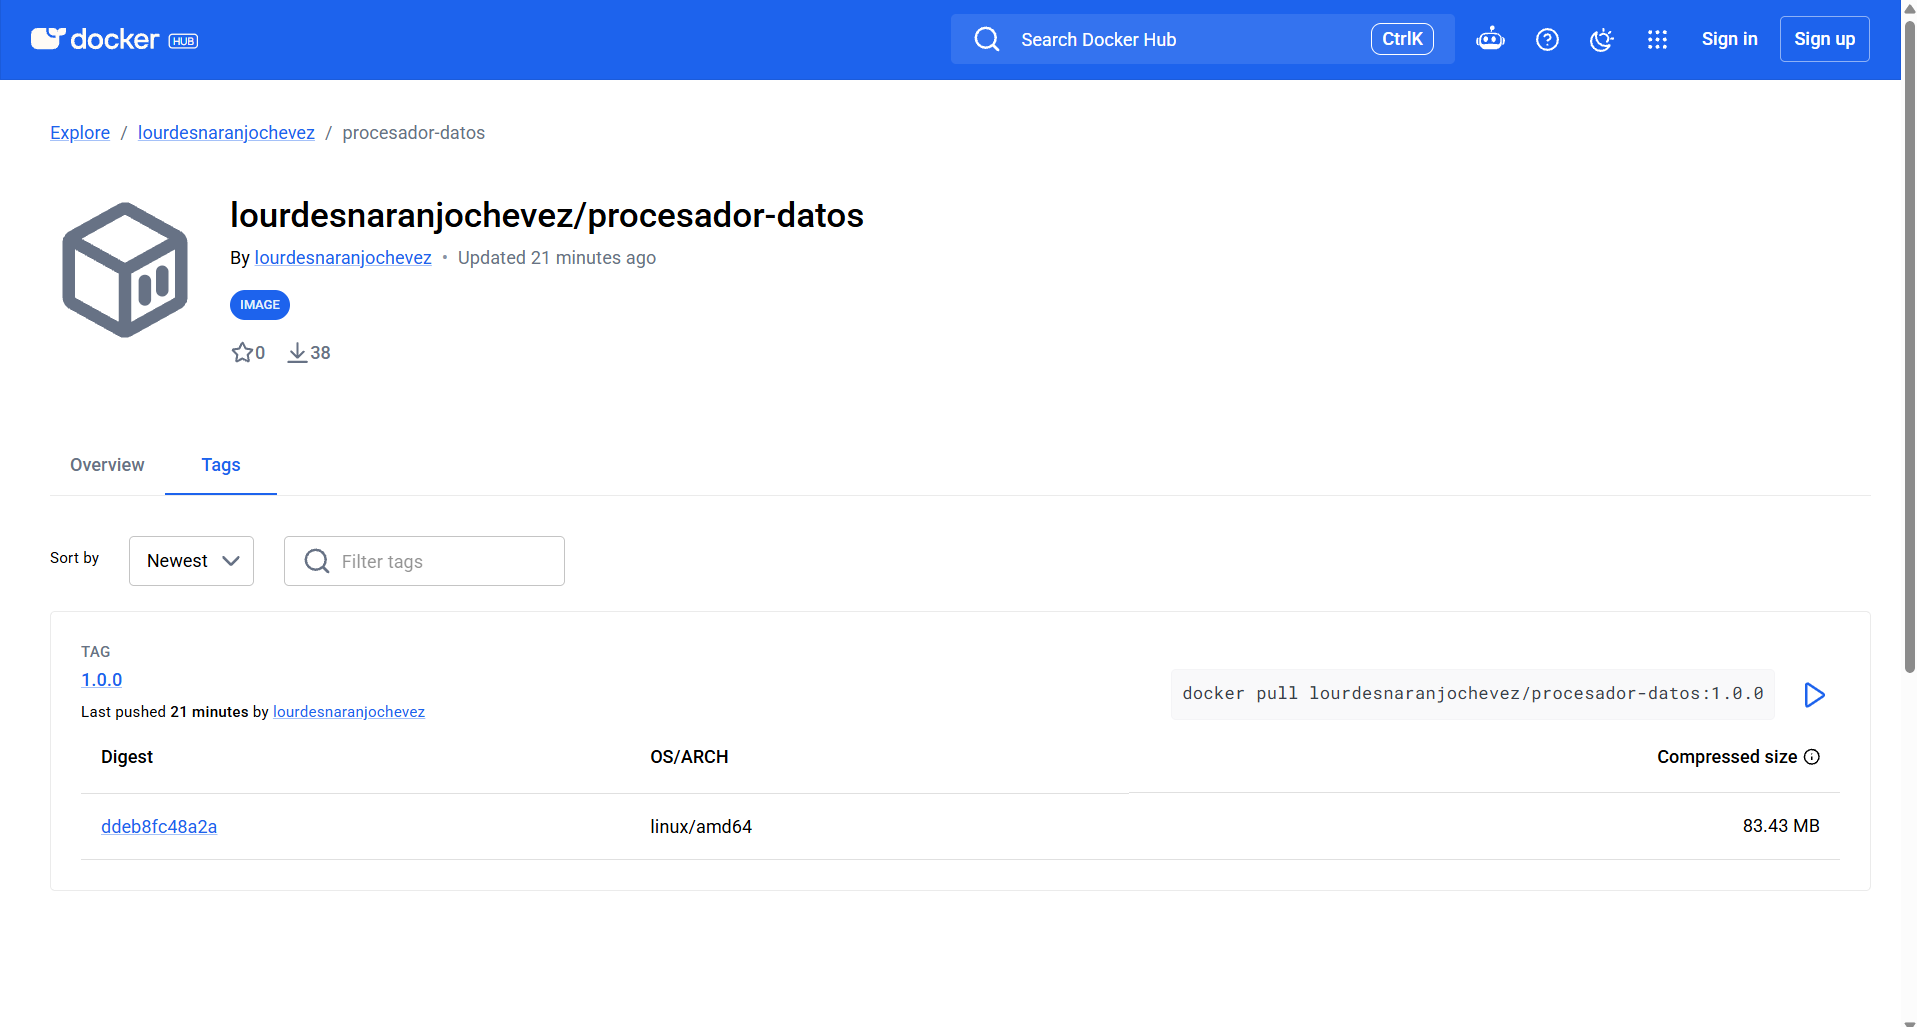 docker HUB Search Docker Hub CtrlK Sign in Sign up
Explore / lourdesnaranjochevez / procesador-datos
lourdesnaranjochevez/procesador-datos
By lourdesnaranjochevez • Updated 21 minutes ago
IMAGE
0 38
Overview Tags
Sort by Newest Filter tags
TAG
1.0.0
docker pull lourdesnaranjochevez/procesador-datos:1.0.0
Last pushed 21 minutes by lourdesnaranjochevez
Digest OS/ARCH Compressed size
ddeb8fc48a2a linux/amd64 83.43 MB